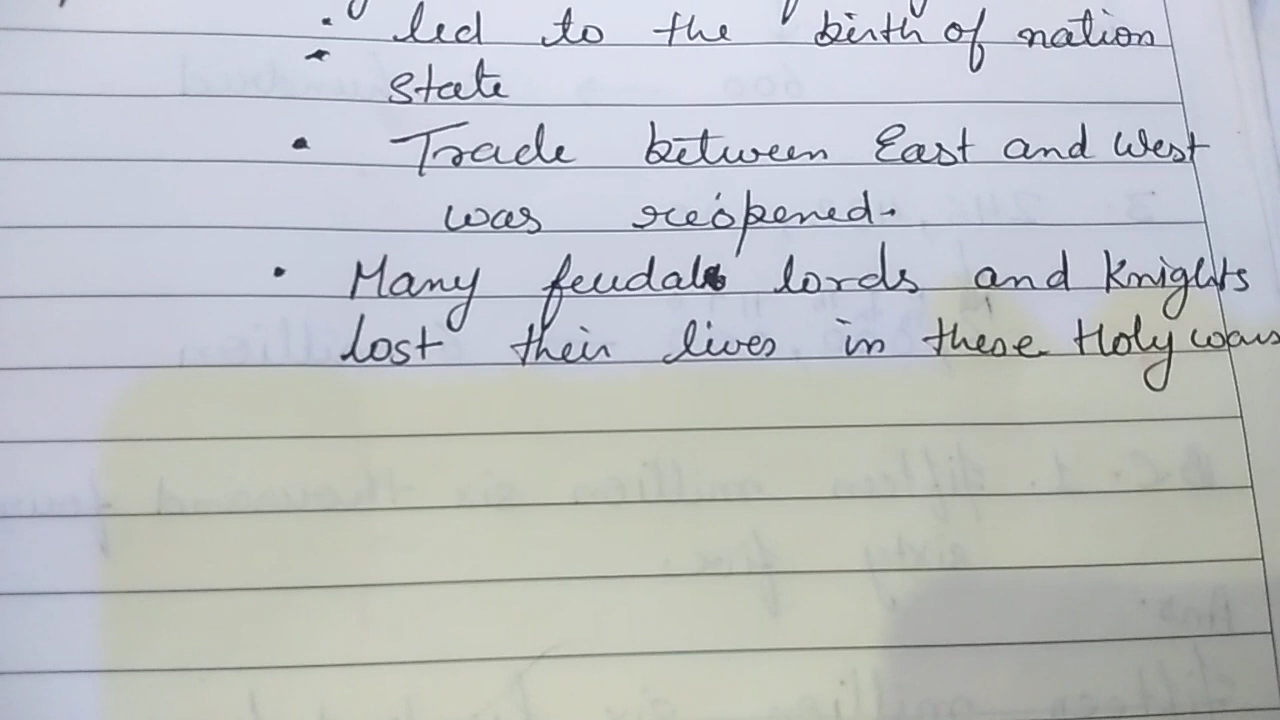 • led to the birth of nation
state
• Trade between East and West
was reopened.
• Many feudal lords and Knights
lost their lives in these Holy wars